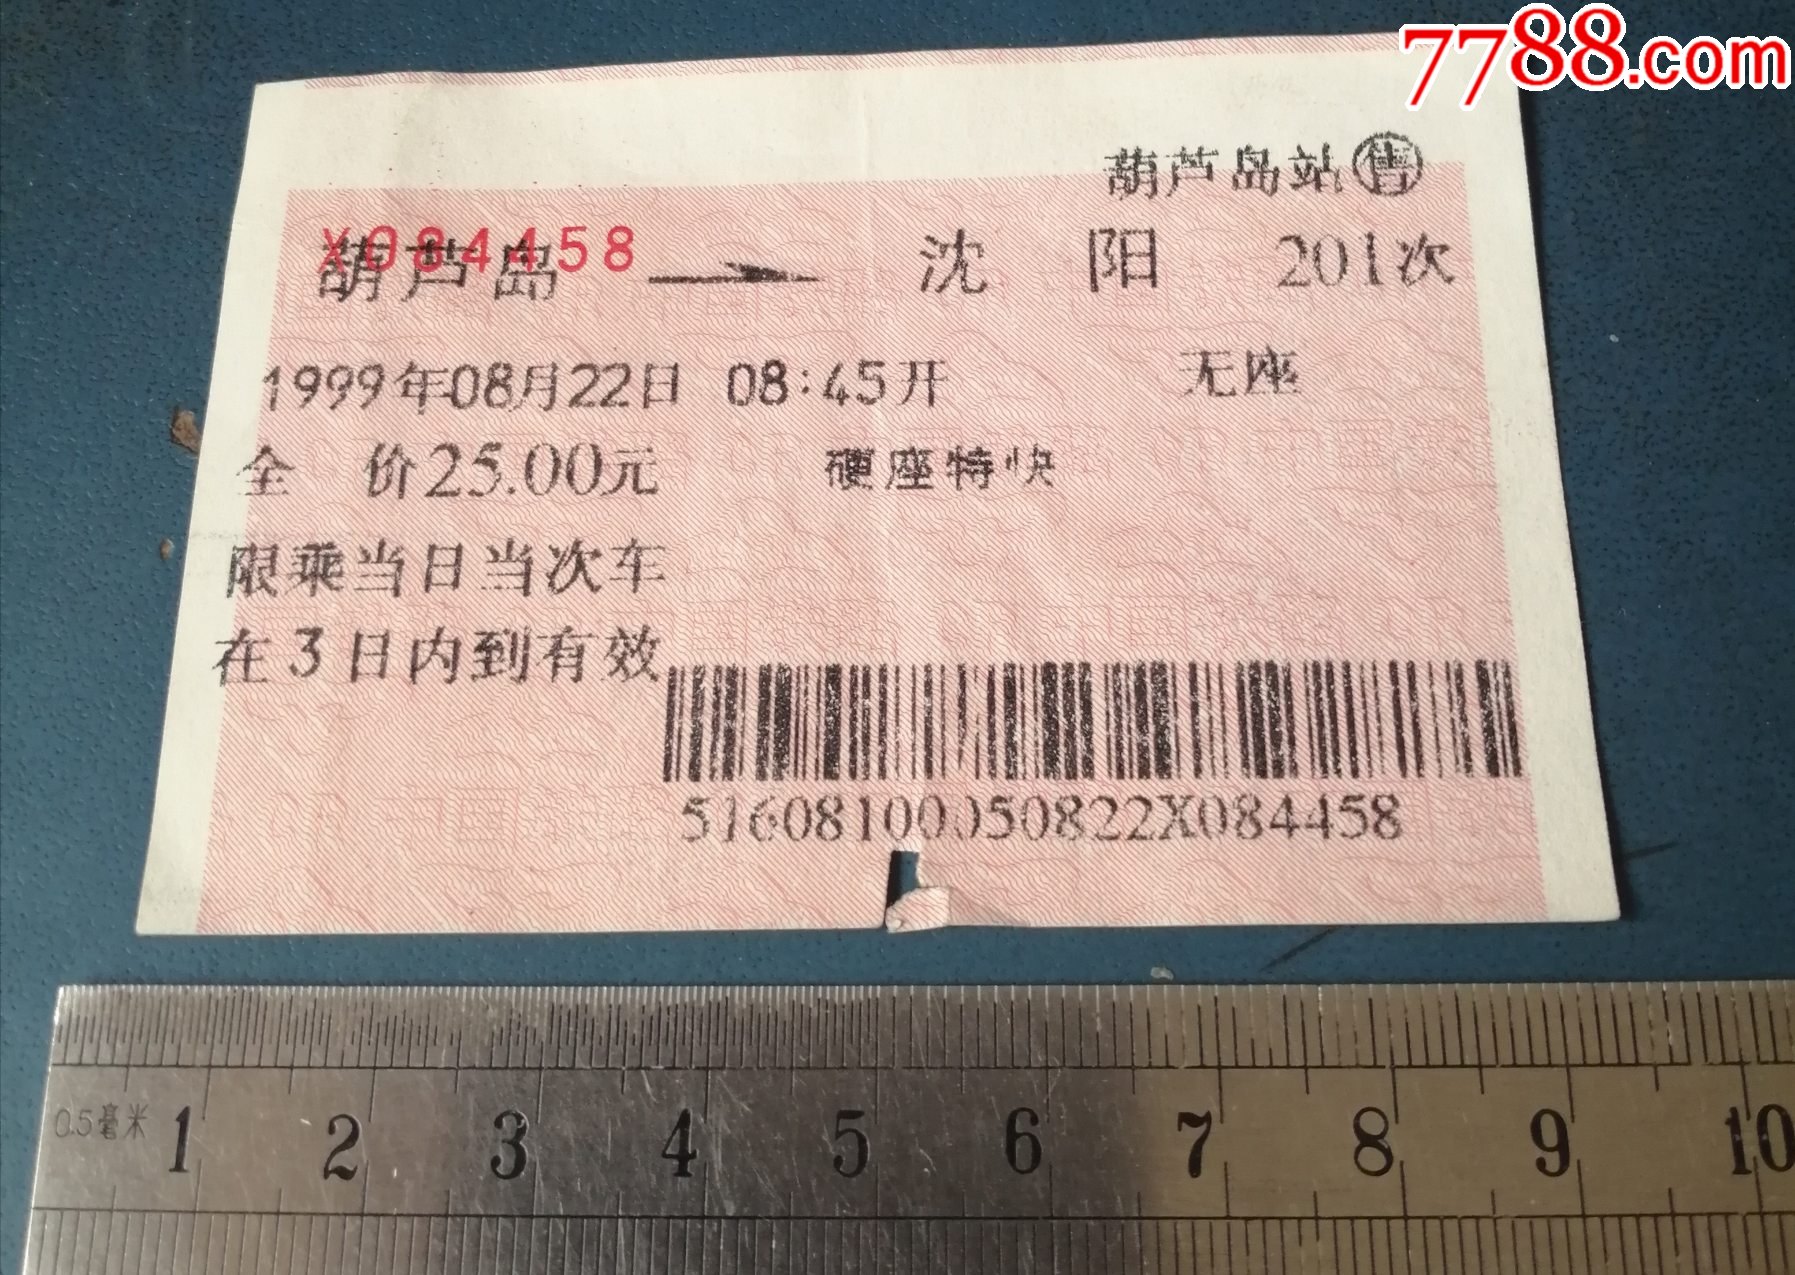 7788.com
葫芦岛站售
X084458
葫芦岛 沈阳 201次
1999年08月22日 08:45开 无座
全 价25.00元 硬座特快
限乘当日当次车
在3日内到有效
51608100050822X084458
0.5毫米 1 2 3 4 5 6 7 8 9 10